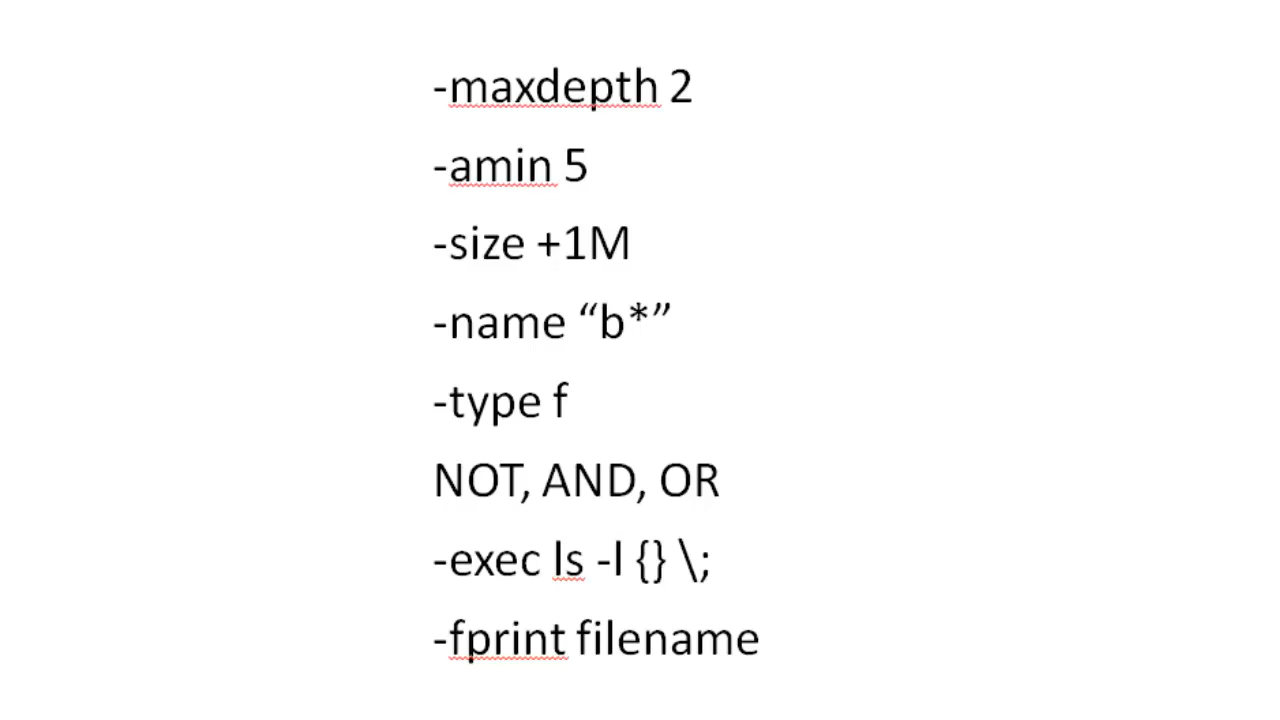 -maxdepth 2
-amin 5
-size +1M
-name “b*”
-type f
NOT, AND, OR
-exec ls -l {} \;
-fprint filename